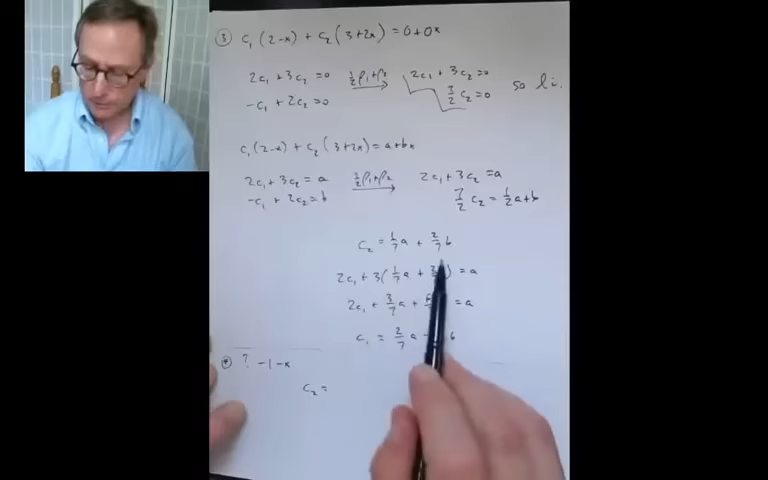 ③ c₁(2-x) + c₂(3+2x) = 0+0x
2c₁ + 3c₂ = 0 ½ρ₁+ρ₂ → 2c₁ + 3c₂ = 0 so l.i.
-c₁ + 2c₂ = 0 7/2 c₂ = 0
c₁(2-x) + c₂(3+2x) = a+bx
2c₁ + 3c₂ = a ½ρ₁+ρ₂ → 2c₁ + 3c₂ = a
-c₁ + 2c₂ = b 7/2 c₂ = ½a+b
c₂ = 1/7 a + 2/7 b
2c₁ + 3(1/7 a + ) = a
2c₁ + 3/7 a + = a
c₁ = 2/7 a b
④ ? -1-x
c₂ =